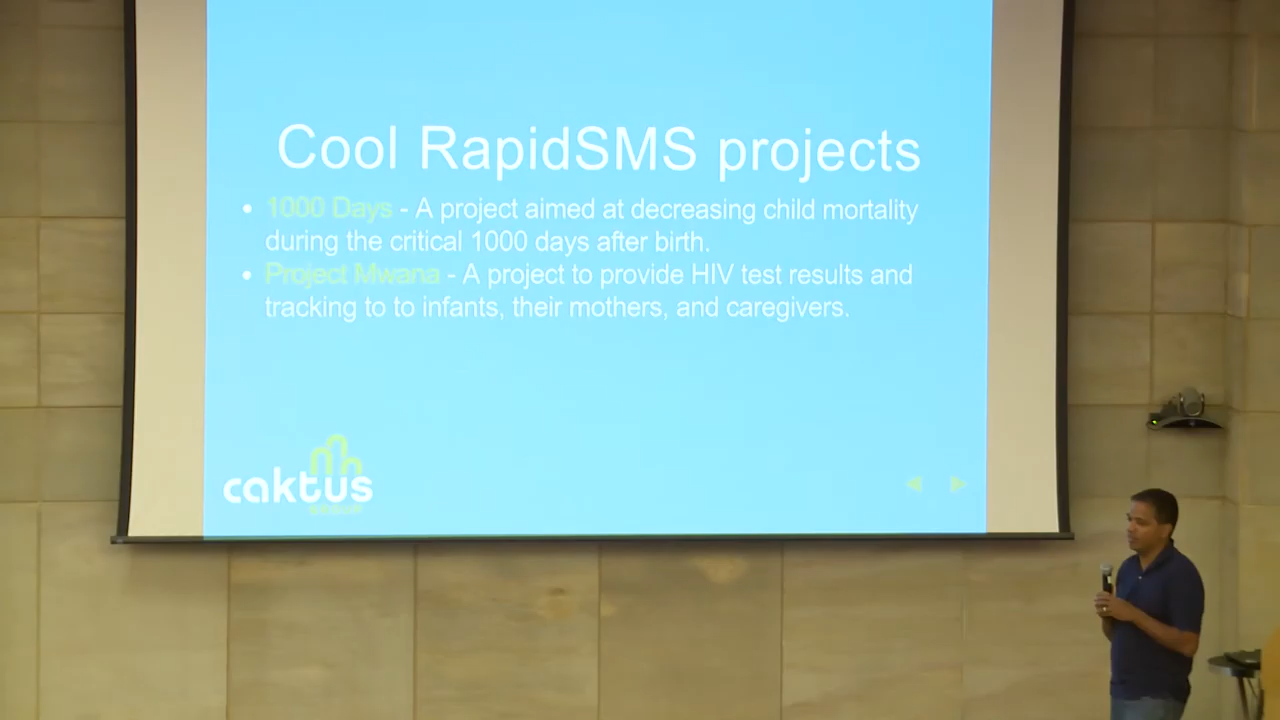 Cool RapidSMS projects
1000 Days - A project aimed at decreasing child mortality
during the critical 1000 days after birth.
Project Mwana - A project to provide HIV test results and
tracking to to infants, their mothers, and caregivers.
caktus